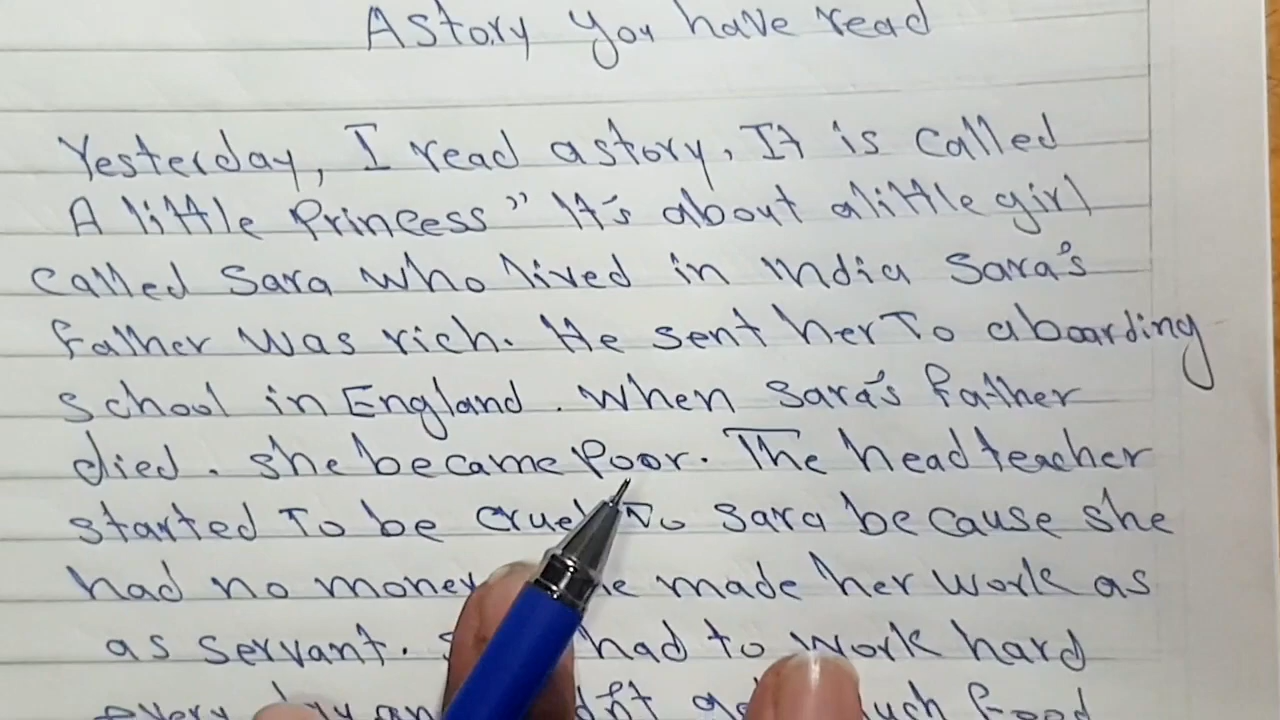 A story you have read
Yesterday, I read a story. It is called
A little Princess" It's about a little girl
called Sara who lived in India Sara's
father was rich. He sent her To a boarding
school in England. when Sara's father
died. she became Poor. The headteacher
started To be cruel To Sara because she
had no money made her work as
as servant. had to work hard
every food